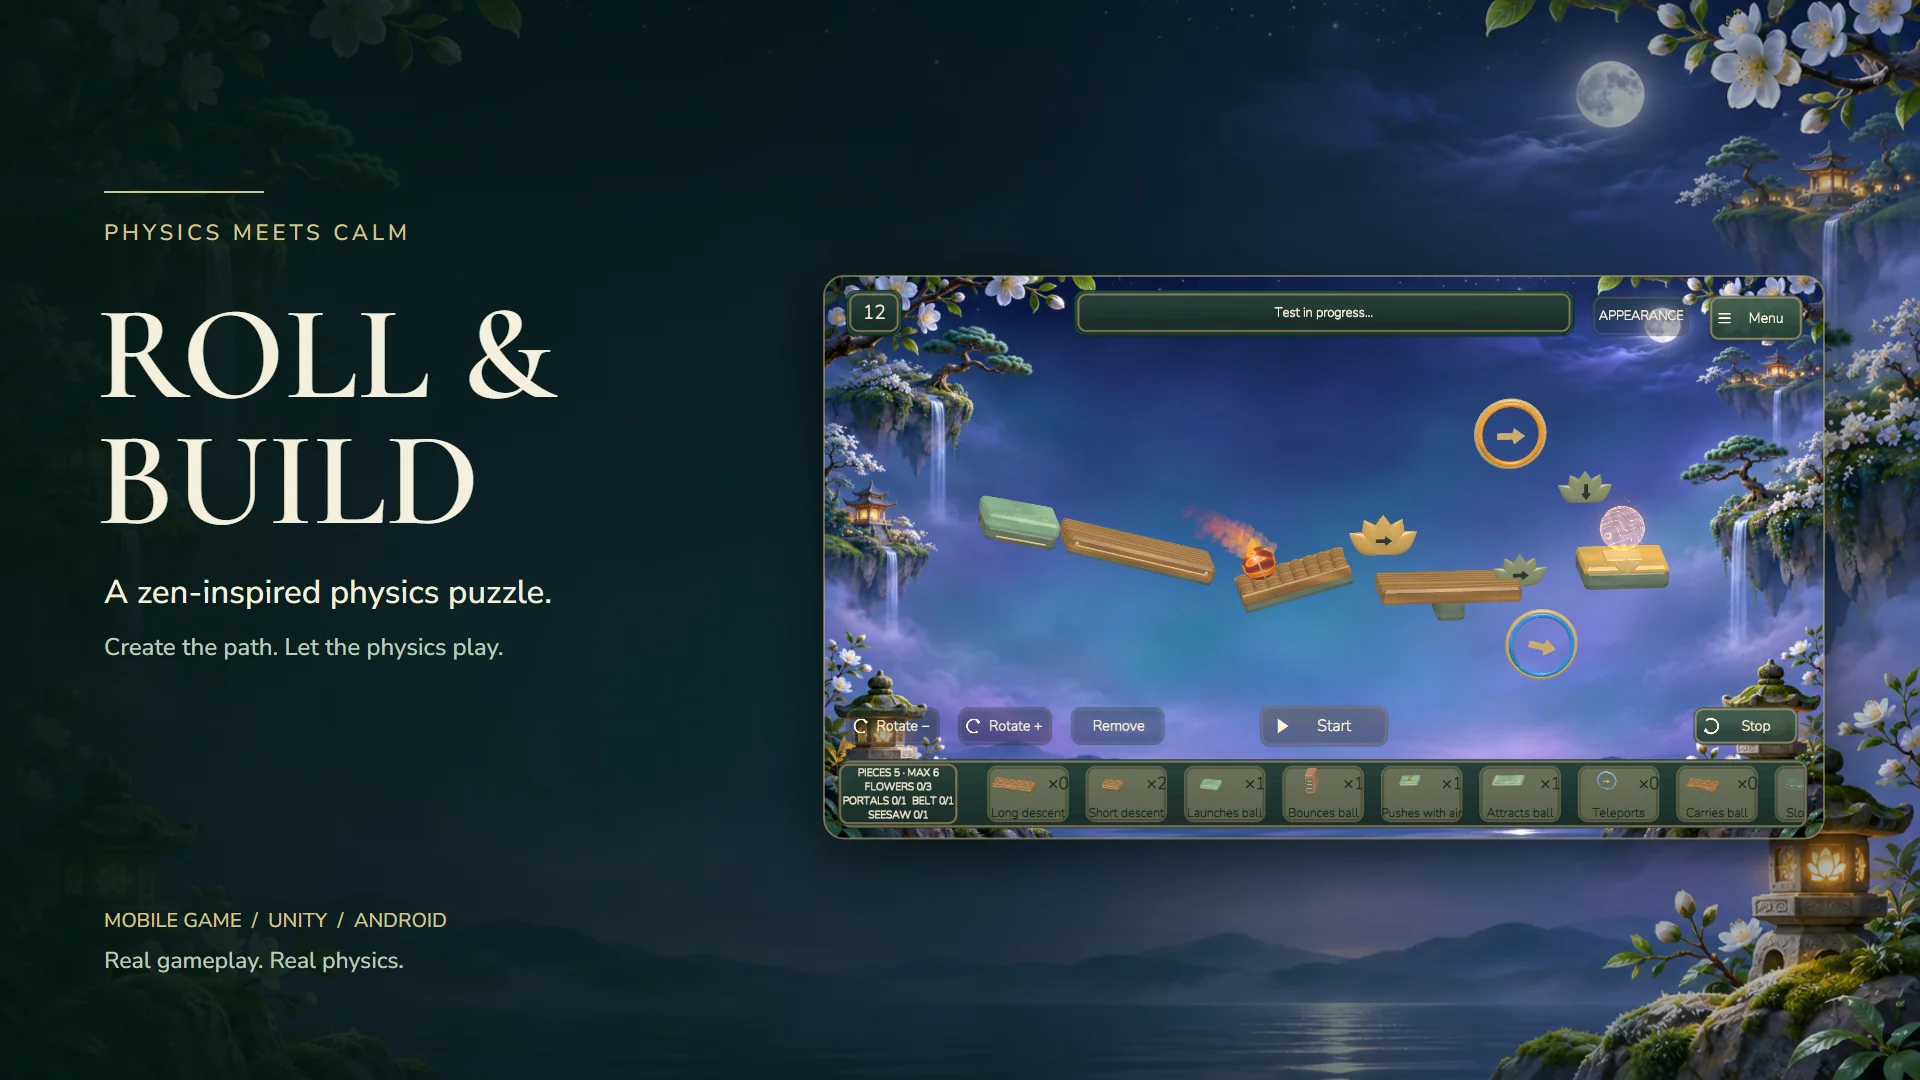 PHYSICS MEETS CALM
ROLL &
BUILD
A zen-inspired physics puzzle.
Create the path. Let the physics play.
MOBILE GAME / UNITY / ANDROID
Real gameplay. Real physics.
12
Test in progress...
APPEARANCE
Menu
Rotate −
Rotate +
Remove
Start
Stop
PIECES 5 · MAX 6
FLOWERS 0/3
PORTALS 0/1 BELT 0/1
SEESAW 0/1
×0
Long descent
×2
Short descent
×1
Launches ball
×1
Bounces ball
×1
Pushes with air
×1
Attracts ball
×0
Teleports
×0
Carries ball
Slo